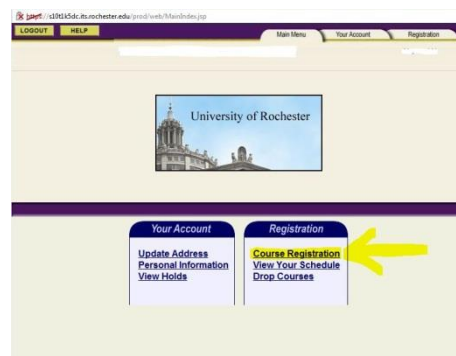 https://s10t1k5dc.its.rochester.edu/prod/web/MainIndex.jsp
LOGOUT HELP Main Menu Your Account Registration
University of Rochester
Your Account
Update Address
Personal Information
View Holds
Registration
Course Registration
View Your Schedule
Drop Courses